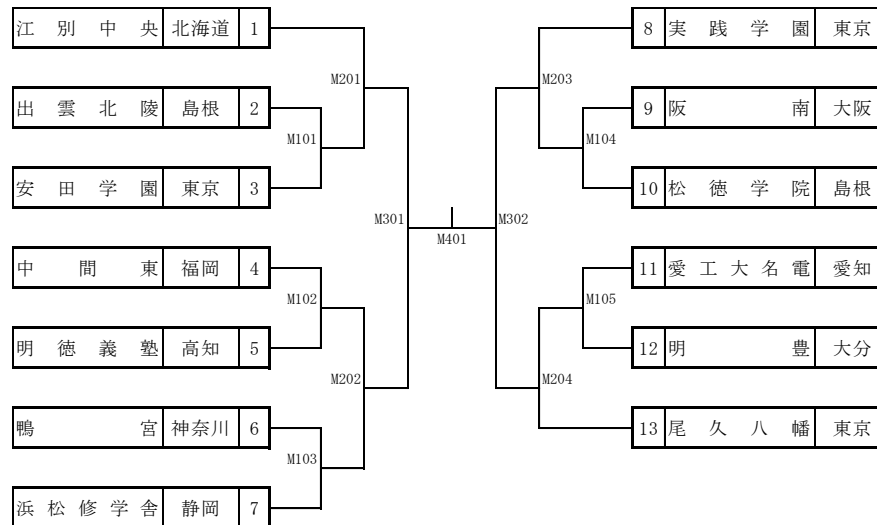 江別中央 北海道 1
8 実践学園 東京
M201
M203
出雲北陵 島根 2
9 阪南 大阪
M101
M104
安田学園 東京 3
10 松徳学院 島根
M301
M302
M401
中間東 福岡 4
11 愛工大名電 愛知
M102
M105
明徳義塾 高知 5
12 明豊 大分
M202
M204
鴨宮 神奈川 6
13 尾久八幡 東京
M103
浜松修学舎 静岡 7